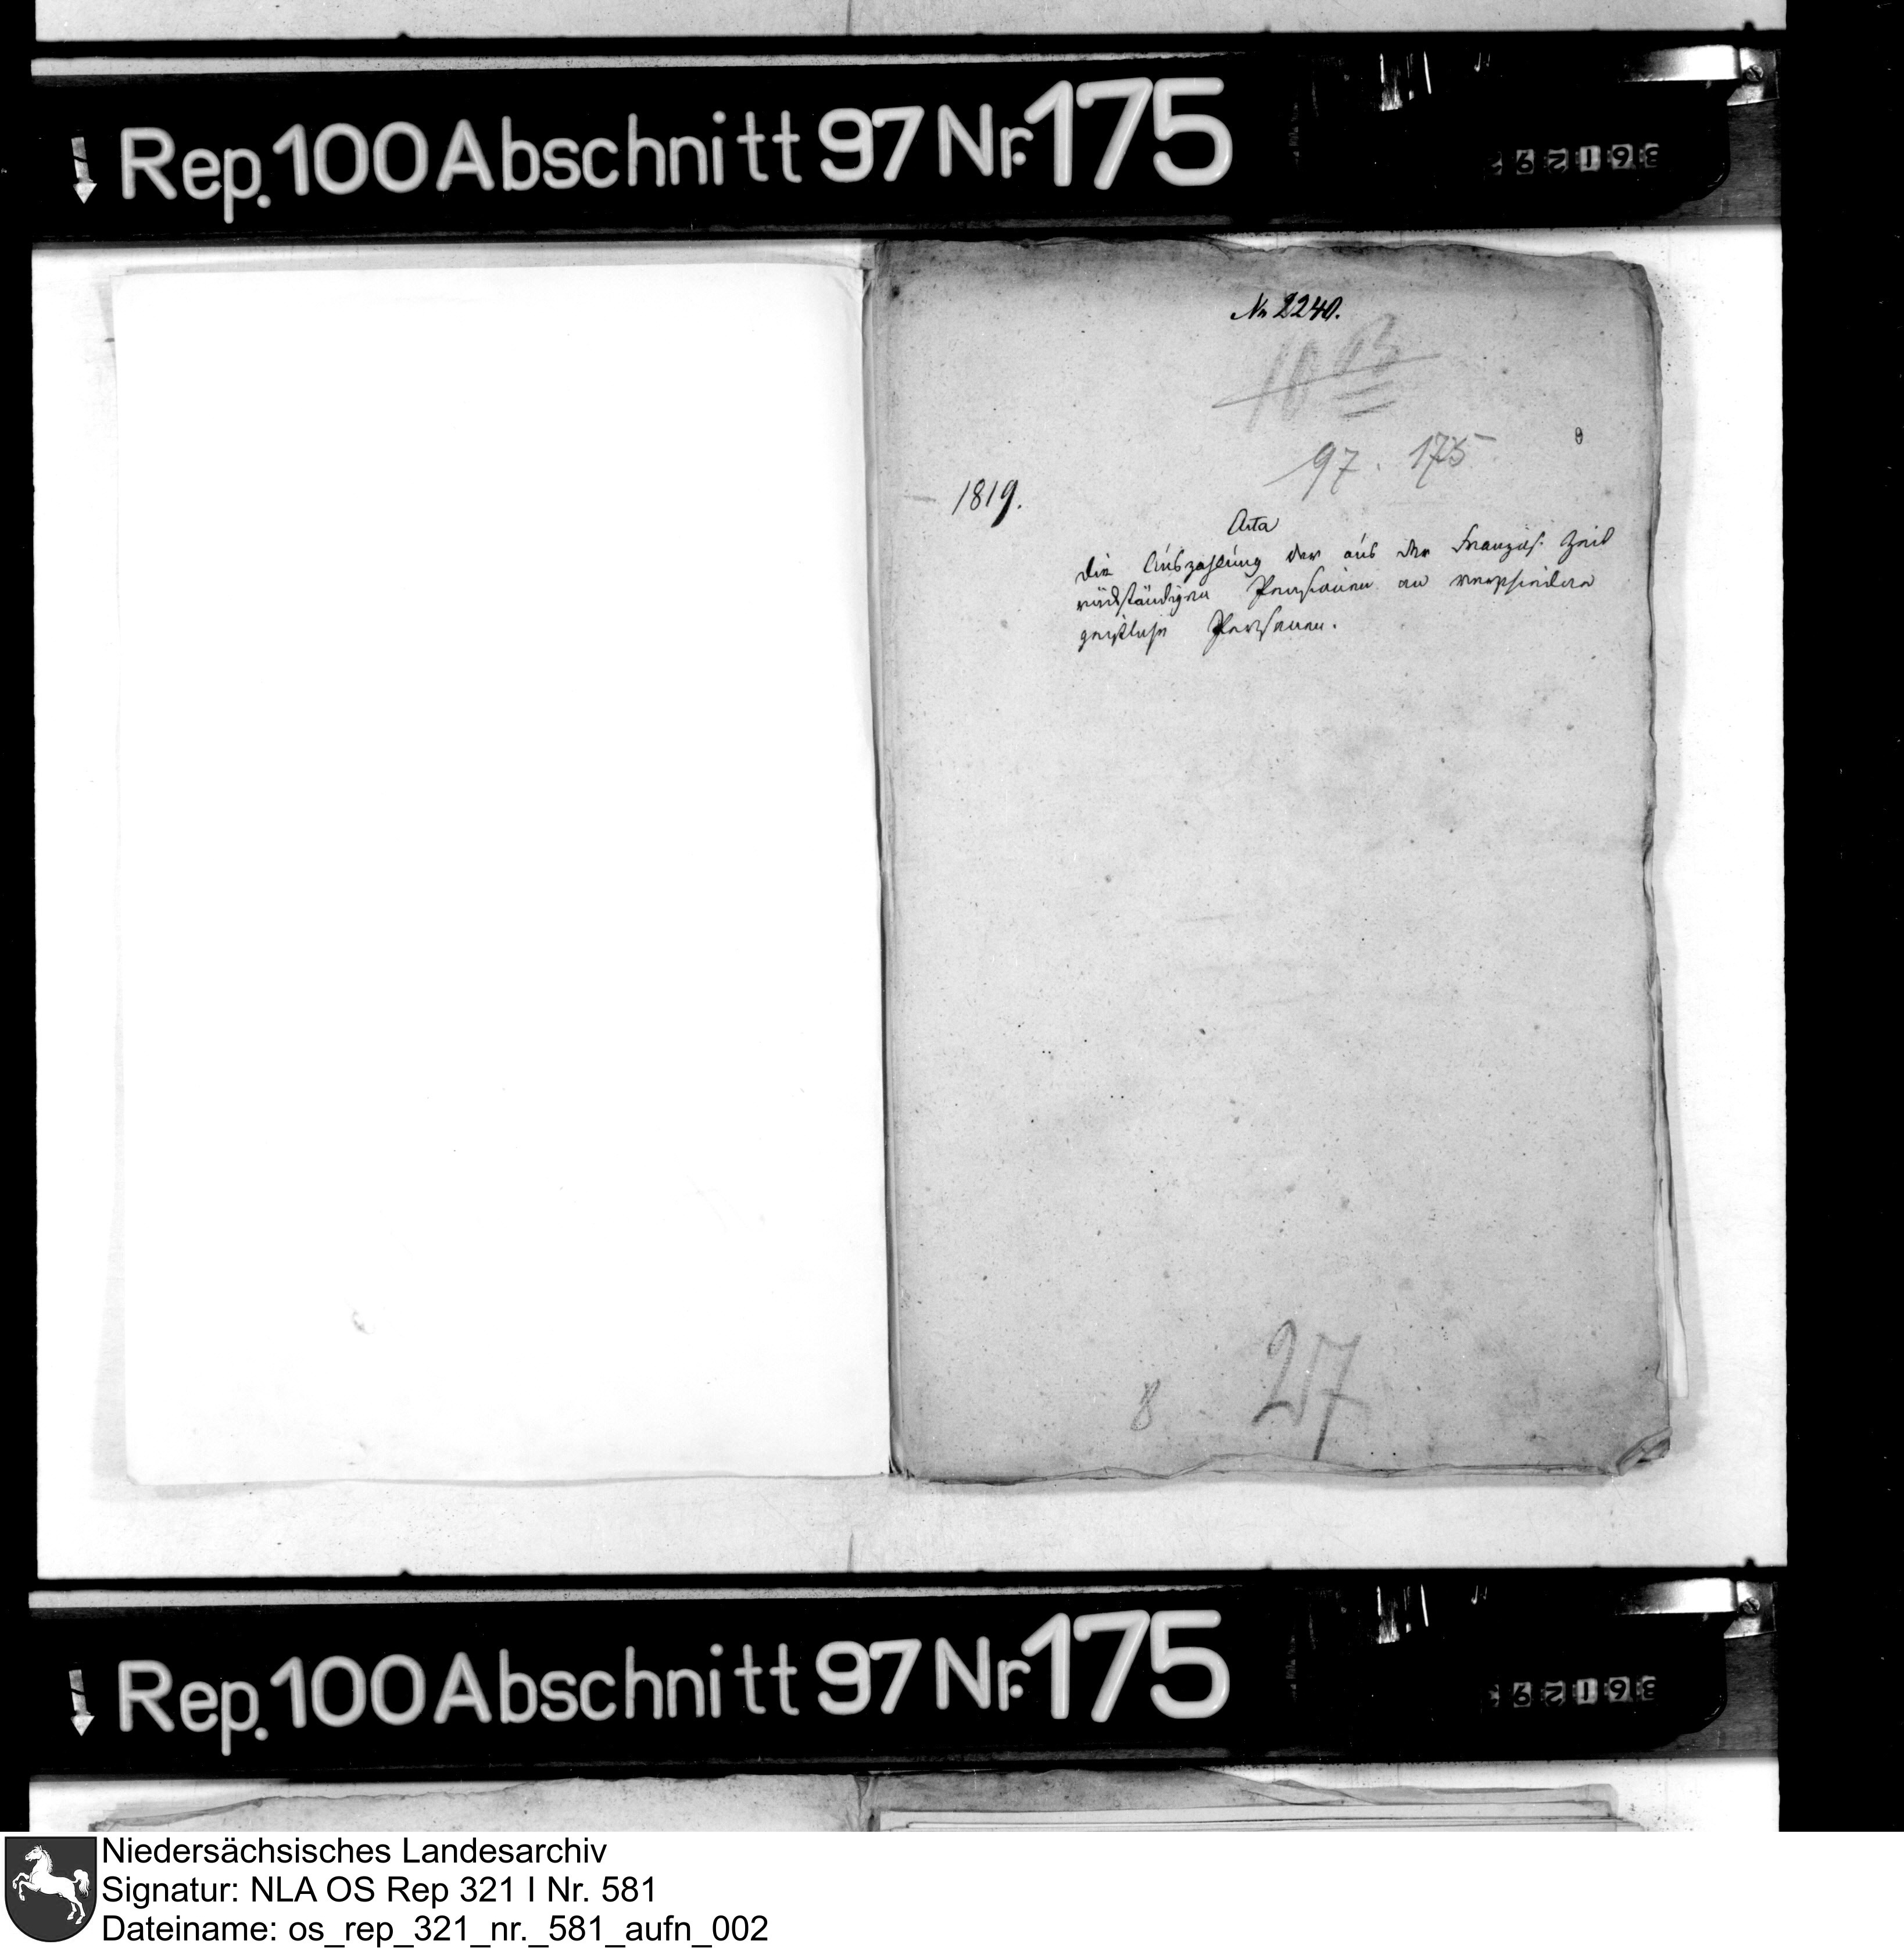 Rep. 100 Abschnitt 97 Nr. 175
No 2240.
10
97. 175
1819.
Acta
die Auszahlung der aus der Französ. Zeit
rückständigen Pensionen an verschiedene
geistliche Personen.
8
27
Rep. 100 Abschnitt 97 Nr. 175
Niedersächsisches Landesarchiv
Signatur: NLA OS Rep 321 I Nr. 581
Dateiname: os_rep_321_nr._581_aufn_002